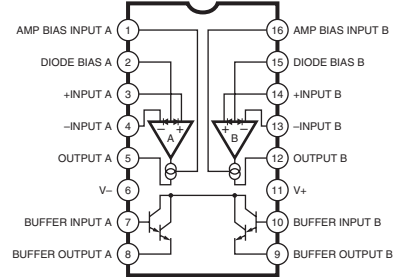 AMP BIAS INPUT A 1
16 AMP BIAS INPUT B
DIODE BIAS A 2
15 DIODE BIAS B
+INPUT A 3
14 +INPUT B
–INPUT A 4
13 –INPUT B
– + + –
A B
OUTPUT A 5
12 OUTPUT B
V– 6
11 V+
BUFFER INPUT A 7
10 BUFFER INPUT B
BUFFER OUTPUT A 8
9 BUFFER OUTPUT B